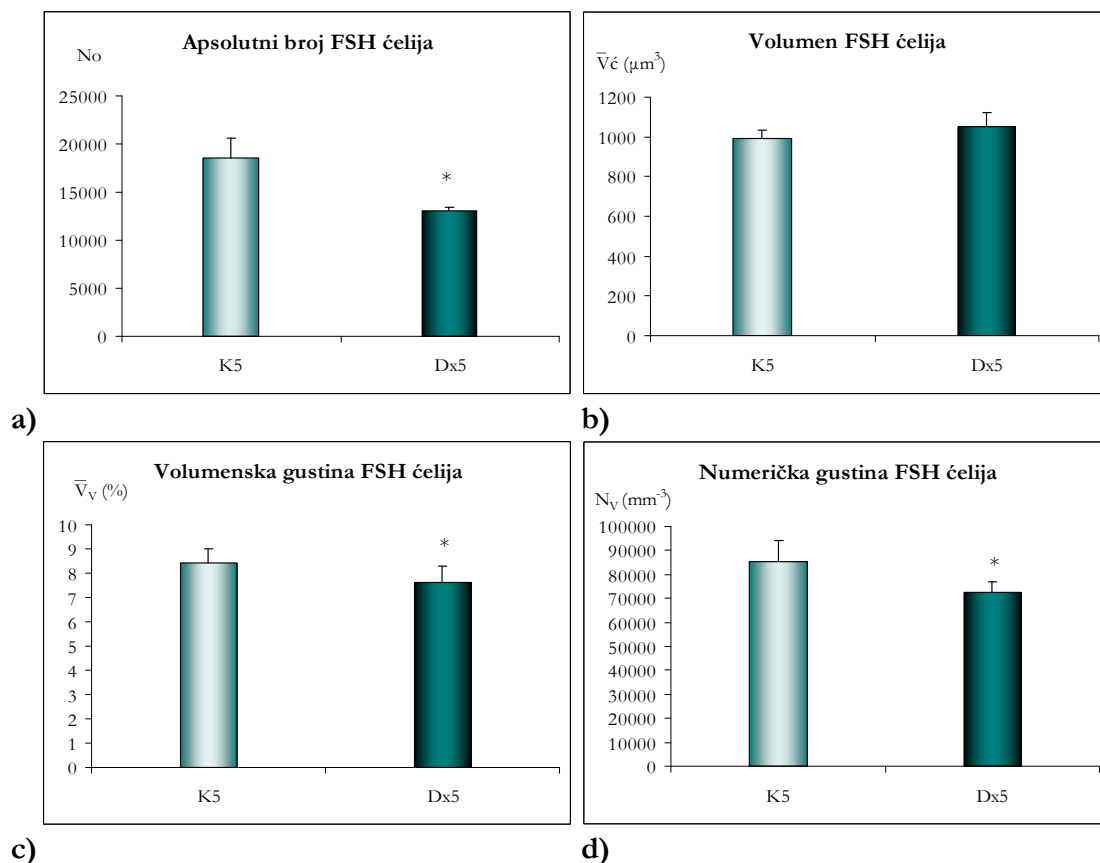 Apsolutni broj FSH ćelija
No
25000
20000
15000
10000
5000
0
*
K5
Dx5
a)
Volumen FSH ćelija
V̅ć (µm³)
1200
1000
800
600
400
200
0
K5
Dx5
b)
Volumenska gustina FSH ćelija
V̅ᵥ (%)
10
9
8
7
6
5
4
3
2
1
0
*
K5
Dx5
c)
Numerička gustina FSH ćelija
Nᵥ (mm⁻³)
100000
90000
80000
70000
60000
50000
40000
30000
20000
10000
0
*
K5
Dx5
d)